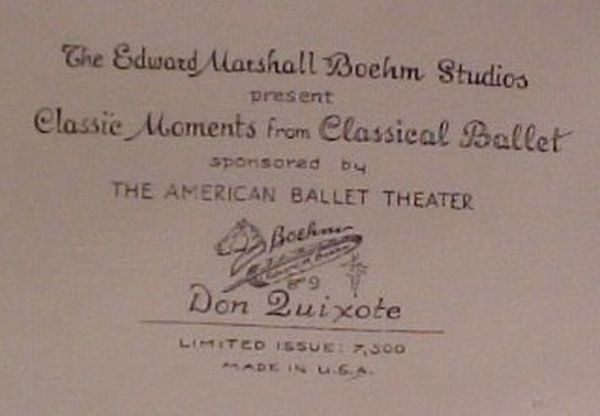 The Edward Marshall Boehm Studios
present
Classic Moments from Classical Ballet
sponsored by
THE AMERICAN BALLET THEATER
Boehm
Don Quixote
LIMITED ISSUE: 7,500
MADE IN U.S.A.